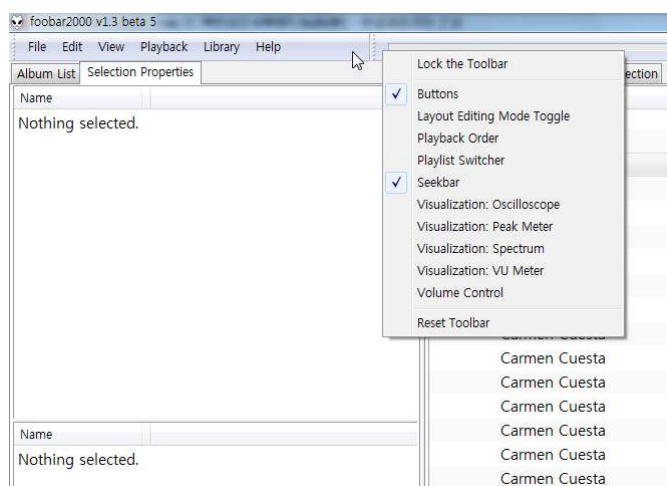 foobar2000 v1.3 beta 5
File Edit View Playback Library Help
Album List Selection Properties
ection
Name
Nothing selected.
Lock the Toolbar
Buttons
Layout Editing Mode Toggle
Playback Order
Playlist Switcher
Seekbar
Visualization: Oscilloscope
Visualization: Peak Meter
Visualization: Spectrum
Visualization: VU Meter
Volume Control
Reset Toolbar
Carmen Cuesta
Carmen Cuesta
Carmen Cuesta
Carmen Cuesta
Carmen Cuesta
Carmen Cuesta
Carmen Cuesta
Name
Nothing selected.